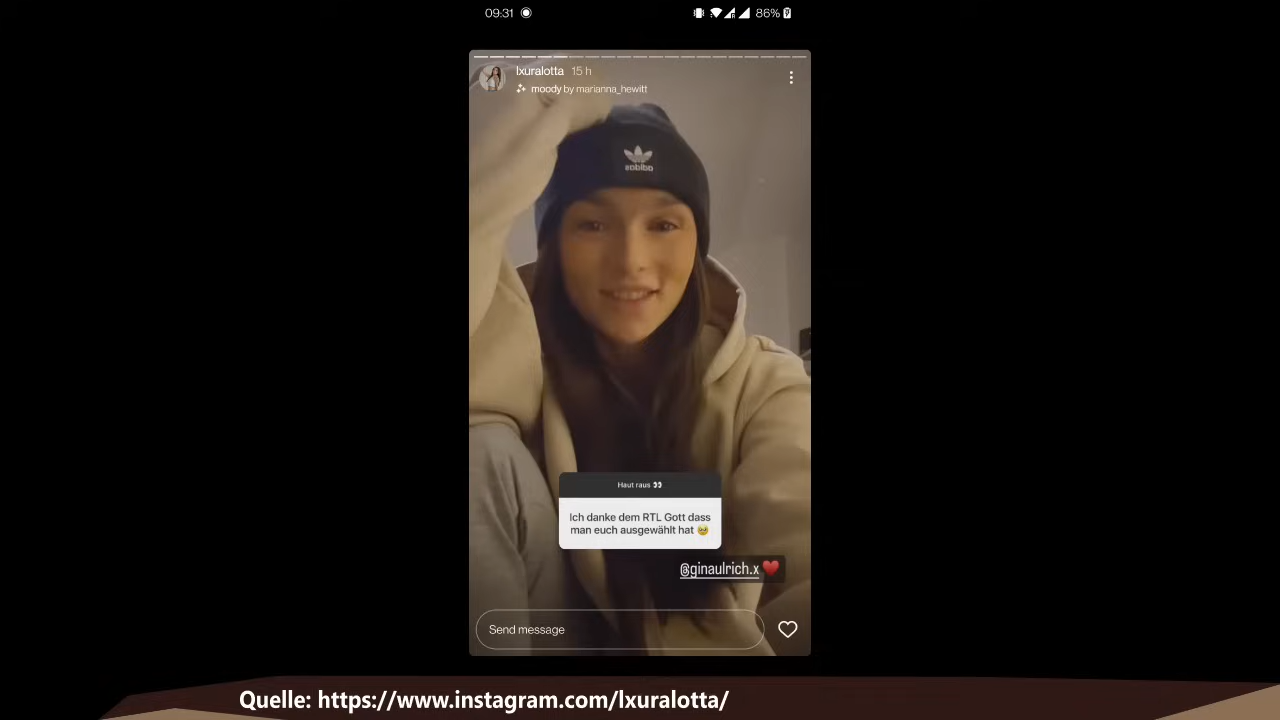 09:31
86%
lxuralotta 15 h
moody by marianna_hewitt
adidas
Haut raus 👀
Ich danke dem RTL Gott dass
man euch ausgewählt hat 🥹
@ginaulrich.x ❤️
Send message
Quelle: https://www.instagram.com/lxuralotta/